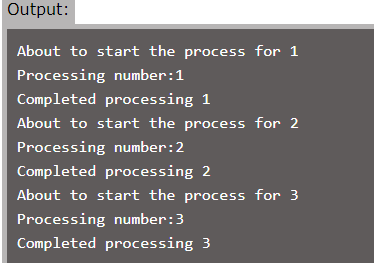 Output:
About to start the process for 1
Processing number:1
Completed processing 1
About to start the process for 2
Processing number:2
Completed processing 2
About to start the process for 3
Processing number:3
Completed processing 3